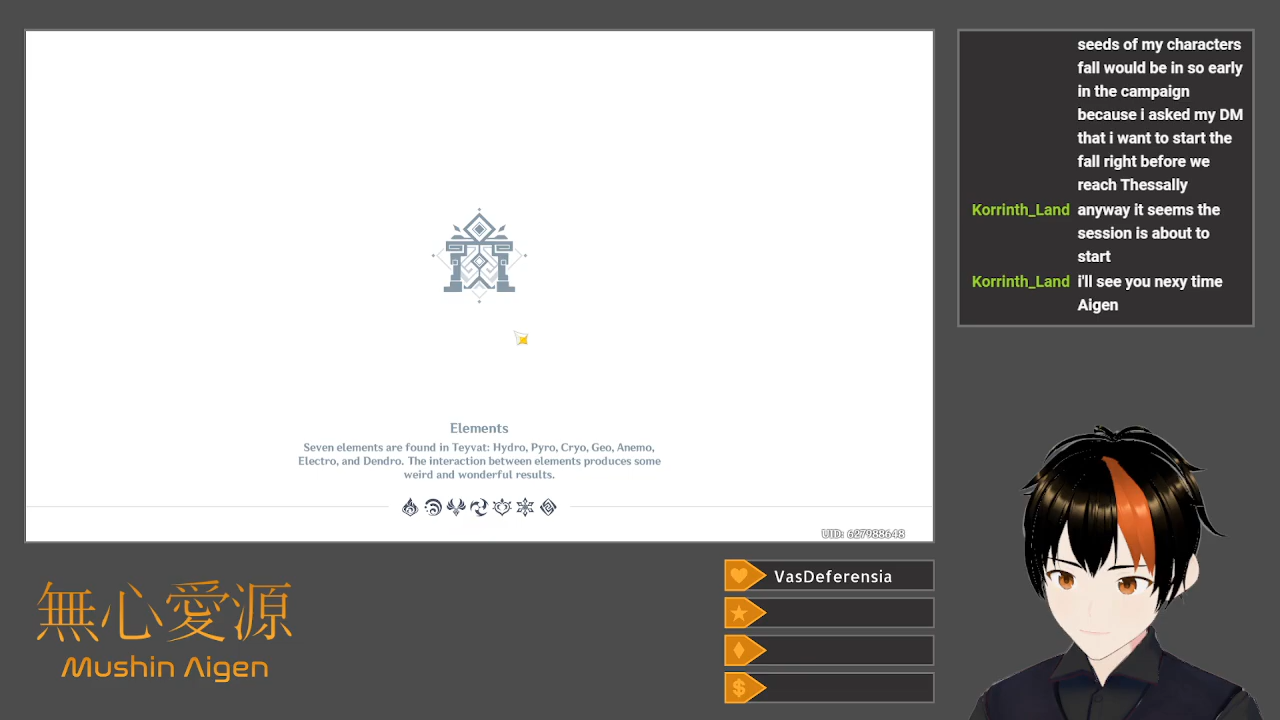 seeds of my characters
fall would be in so early
in the campaign
because i asked my DM
that i want to start the
fall right before we
reach Thessally
Korrinth_Land anyway it seems the
session is about to
start
Korrinth_Land i'll see you nexy time
Aigen
Elements
Seven elements are found in Teyvat: Hydro, Pyro, Cryo, Geo, Anemo,
Electro, and Dendro. The interaction between elements produces some
weird and wonderful results.
UID: 627988648
VasDeferensia
無心愛源
Mushin Aigen